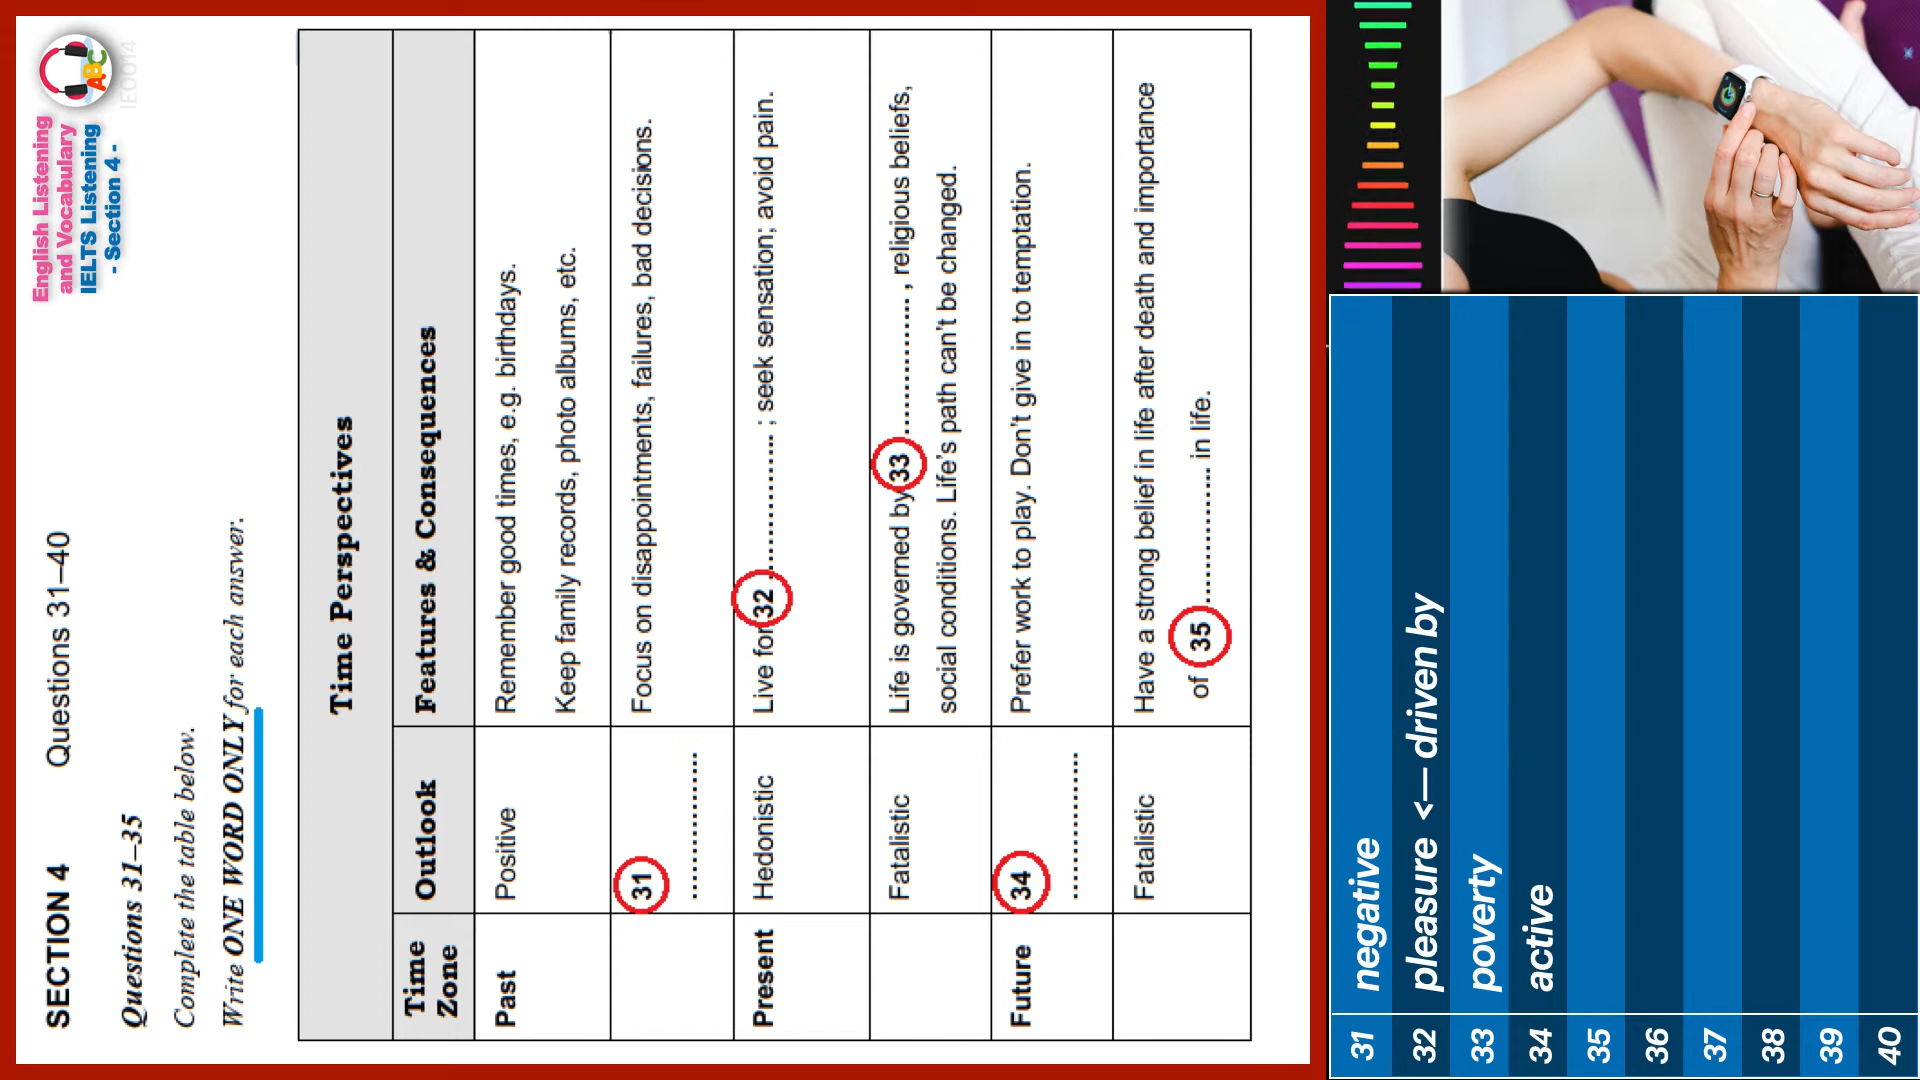 English Listening
and Vocabulary
IELTS Listening
- Section 4 -
ABC
IE0014
SECTION 4 Questions 31–40
Questions 31–35
Complete the table below.
Write ONE WORD ONLY for each answer.
Time Perspectives
Time Zone Outlook Features & Consequences
Past Positive Remember good times, e.g. birthdays.
Keep family records, photo albums, etc.
31 .................. Focus on disappointments, failures, bad decisions.
Present Hedonistic Live for 32 .................. ; seek sensation; avoid pain.
Fatalistic Life is governed by 33 .................. , religious beliefs,
social conditions. Life's path can't be changed.
Future 34 .................. Prefer work to play. Don't give in to temptation.
Fatalistic Have a strong belief in life after death and importance
of 35 .................. in life.
31 negative
32 pleasure <— driven by
33 poverty
34 active
35
36
37
38
39
40